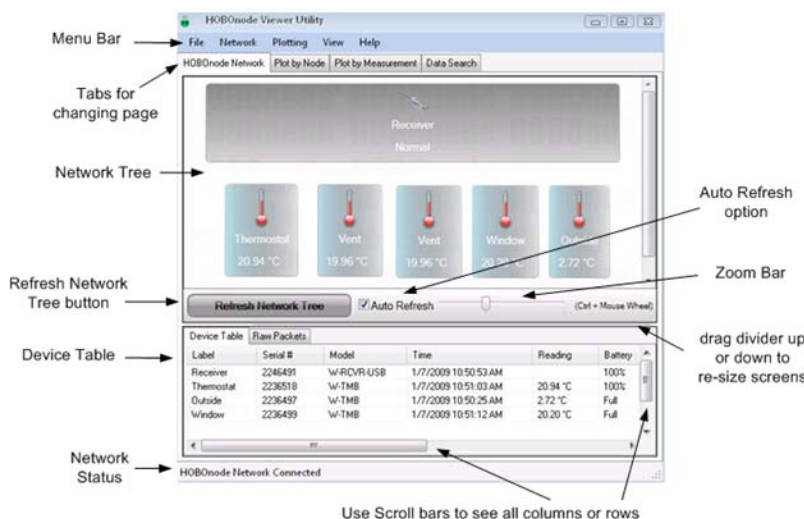 HOBOnode Viewer Utility
Menu Bar
File Network Plotting View Help
HOBOnode Network Plot by Node Plot by Measurement Data Search
Tabs for
changing page
Receiver
Normal
Network Tree
Thermostat Vent Vent Window Outside
20.94 °C 19.96 °C 19.96 °C 20.20 °C 2.72 °C
Auto Refresh
option
Zoom Bar
Refresh Network
Tree button
Refresh Network Tree Auto Refresh (Ctrl + Mouse Wheel)
Device Table Raw Packets
Device Table
Label Serial # Model Time Reading Battery
Receiver 2246491 W-RCVR-USB 1/7/2009 10:50:53 AM 100%
Thermostat 2236518 W-TMB 1/7/2009 10:51:03 AM 20.94 °C 100%
Outside 2236497 W-TMB 1/7/2009 10:50:25 AM 2.72 °C Full
Window 2236499 W-TMB 1/7/2009 10:51:12 AM 20.20 °C Full
drag divider up
or down to
re-size screens
Network
Status
HOBOnode Network Connected
Use Scroll bars to see all columns or rows